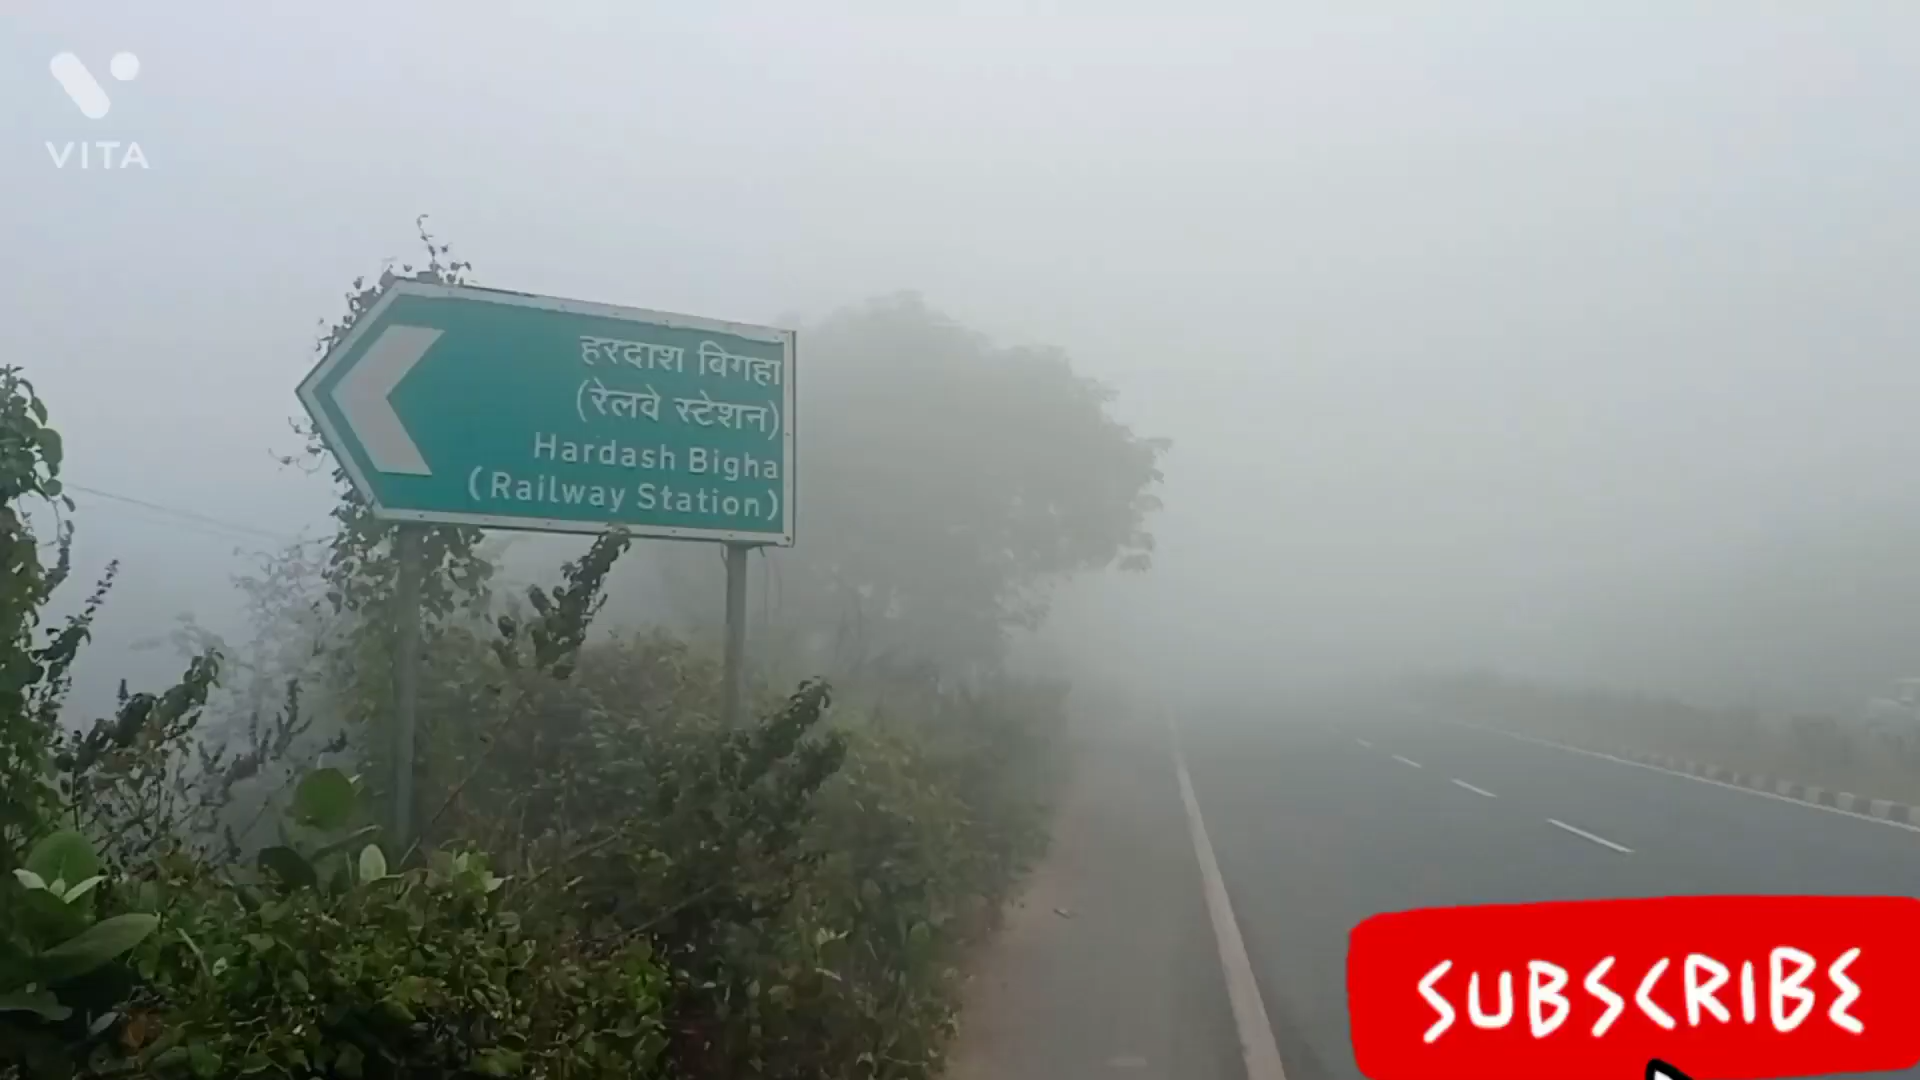 VITA
हरदाश विगहा
(रेलवे स्टेशन)
Hardash Bigha
(Railway Station)
SUBSCRIBE